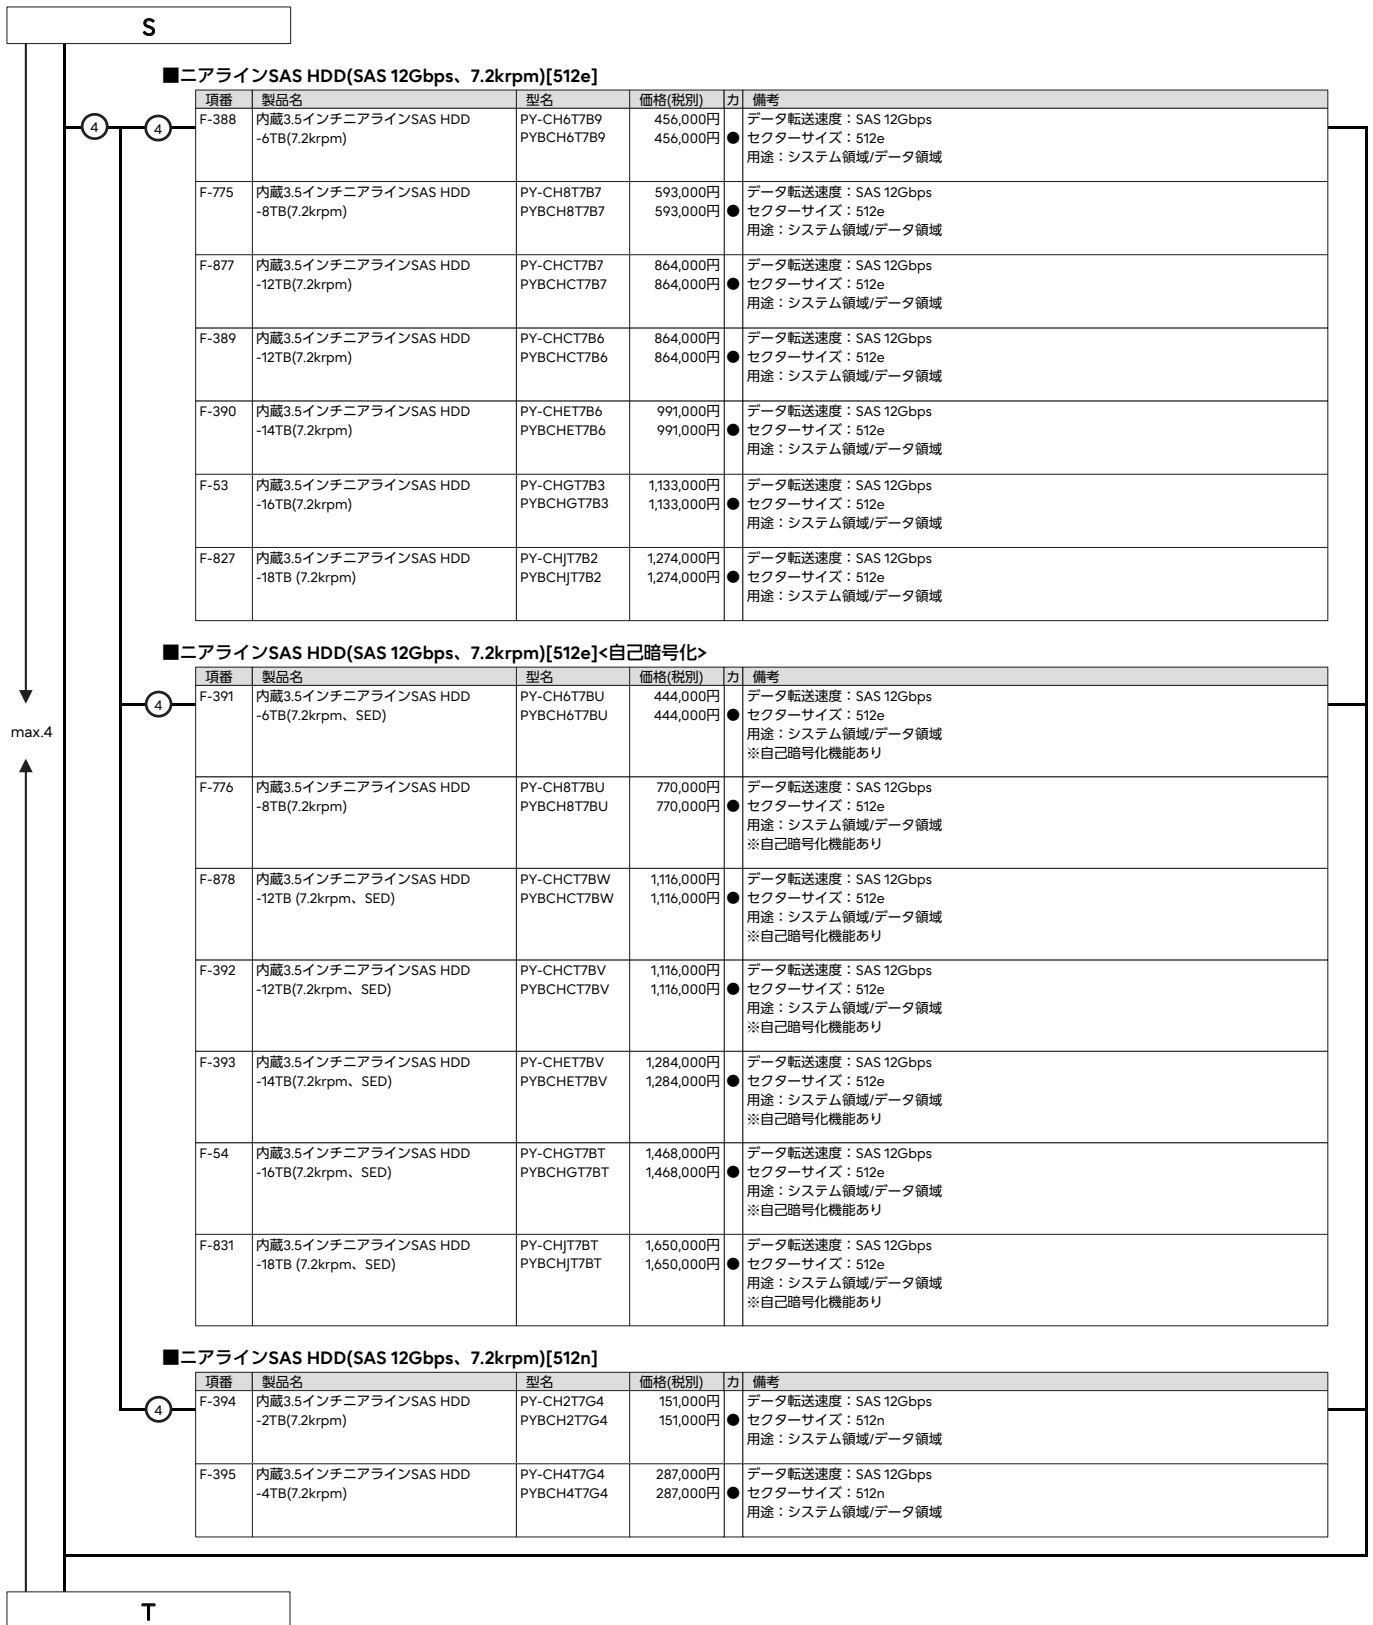 S
■ニアラインSAS HDD(SAS 12Gbps、7.2krpm)[512e]
項番 製品名 型名 価格(税別) カ 備考
F-388 内蔵3.5インチニアラインSAS HDD PY-CH6T7B9 456,000円 データ転送速度：SAS 12Gbps
④ ④ -6TB(7.2krpm) PYBCH6T7B9 456,000円 ● セクターサイズ：512e
用途：システム領域/データ領域
F-775 内蔵3.5インチニアラインSAS HDD PY-CH8T7B7 593,000円 データ転送速度：SAS 12Gbps
-8TB(7.2krpm) PYBCH8T7B7 593,000円 ● セクターサイズ：512e
用途：システム領域/データ領域
F-877 内蔵3.5インチニアラインSAS HDD PY-CHCT7B7 864,000円 データ転送速度：SAS 12Gbps
-12TB(7.2krpm) PYBCHCT7B7 864,000円 ● セクターサイズ：512e
用途：システム領域/データ領域
F-389 内蔵3.5インチニアラインSAS HDD PY-CHCT7B6 864,000円 データ転送速度：SAS 12Gbps
-12TB(7.2krpm) PYBCHCT7B6 864,000円 ● セクターサイズ：512e
用途：システム領域/データ領域
F-390 内蔵3.5インチニアラインSAS HDD PY-CHET7B6 991,000円 データ転送速度：SAS 12Gbps
-14TB(7.2krpm) PYBCHET7B6 991,000円 ● セクターサイズ：512e
用途：システム領域/データ領域
F-53 内蔵3.5インチニアラインSAS HDD PY-CHGT7B3 1,133,000円 データ転送速度：SAS 12Gbps
-16TB(7.2krpm) PYBCHGT7B3 1,133,000円 ● セクターサイズ：512e
用途：システム領域/データ領域
F-827 内蔵3.5インチニアラインSAS HDD PY-CHJT7B2 1,274,000円 データ転送速度：SAS 12Gbps
-18TB (7.2krpm) PYBCHJT7B2 1,274,000円 ● セクターサイズ：512e
用途：システム領域/データ領域
■ニアラインSAS HDD(SAS 12Gbps、7.2krpm)[512e]<自己暗号化>
項番 製品名 型名 価格(税別) カ 備考
F-391 内蔵3.5インチニアラインSAS HDD PY-CH6T7BU 444,000円 データ転送速度：SAS 12Gbps
④ -6TB(7.2krpm、SED) PYBCH6T7BU 444,000円 ● セクターサイズ：512e
max.4 用途：システム領域/データ領域
※自己暗号化機能あり
F-776 内蔵3.5インチニアラインSAS HDD PY-CH8T7BU 770,000円 データ転送速度：SAS 12Gbps
-8TB(7.2krpm) PYBCH8T7BU 770,000円 ● セクターサイズ：512e
用途：システム領域/データ領域
※自己暗号化機能あり
F-878 内蔵3.5インチニアラインSAS HDD PY-CHCT7BW 1,116,000円 データ転送速度：SAS 12Gbps
-12TB (7.2krpm、SED) PYBCHCT7BW 1,116,000円 ● セクターサイズ：512e
用途：システム領域/データ領域
※自己暗号化機能あり
F-392 内蔵3.5インチニアラインSAS HDD PY-CHCT7BV 1,116,000円 データ転送速度：SAS 12Gbps
-12TB(7.2krpm、SED) PYBCHCT7BV 1,116,000円 ● セクターサイズ：512e
用途：システム領域/データ領域
※自己暗号化機能あり
F-393 内蔵3.5インチニアラインSAS HDD PY-CHET7BV 1,284,000円 データ転送速度：SAS 12Gbps
-14TB(7.2krpm、SED) PYBCHET7BV 1,284,000円 ● セクターサイズ：512e
用途：システム領域/データ領域
※自己暗号化機能あり
F-54 内蔵3.5インチニアラインSAS HDD PY-CHGT7BT 1,468,000円 データ転送速度：SAS 12Gbps
-16TB(7.2krpm、SED) PYBCHGT7BT 1,468,000円 ● セクターサイズ：512e
用途：システム領域/データ領域
※自己暗号化機能あり
F-831 内蔵3.5インチニアラインSAS HDD PY-CHJT7BT 1,650,000円 データ転送速度：SAS 12Gbps
-18TB (7.2krpm、SED) PYBCHJT7BT 1,650,000円 ● セクターサイズ：512e
用途：システム領域/データ領域
※自己暗号化機能あり
■ニアラインSAS HDD(SAS 12Gbps、7.2krpm)[512n]
項番 製品名 型名 価格(税別) カ 備考
F-394 内蔵3.5インチニアラインSAS HDD PY-CH2T7G4 151,000円 データ転送速度：SAS 12Gbps
④ -2TB(7.2krpm) PYBCH2T7G4 151,000円 ● セクターサイズ：512n
用途：システム領域/データ領域
F-395 内蔵3.5インチニアラインSAS HDD PY-CH4T7G4 287,000円 データ転送速度：SAS 12Gbps
-4TB(7.2krpm) PYBCH4T7G4 287,000円 ● セクターサイズ：512n
用途：システム領域/データ領域
T